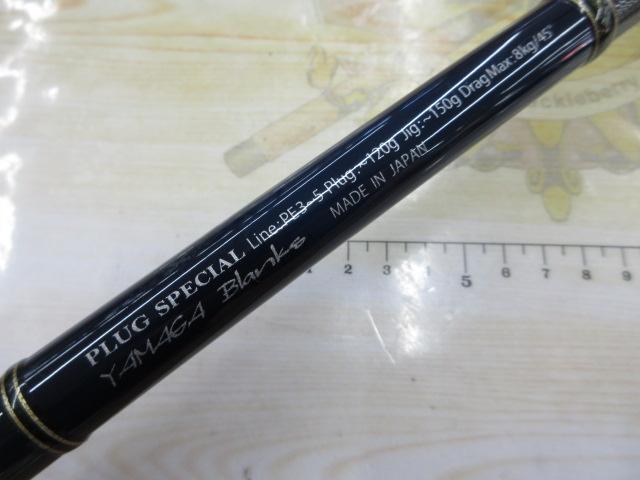 PLUG SPECIAL Line:PE3~5 Plug:~120g Jig:~150g DragMax:8kg/45°
YAMAGA Blanks MADE IN JAPAN
2 3 4 5 6 7 8 9